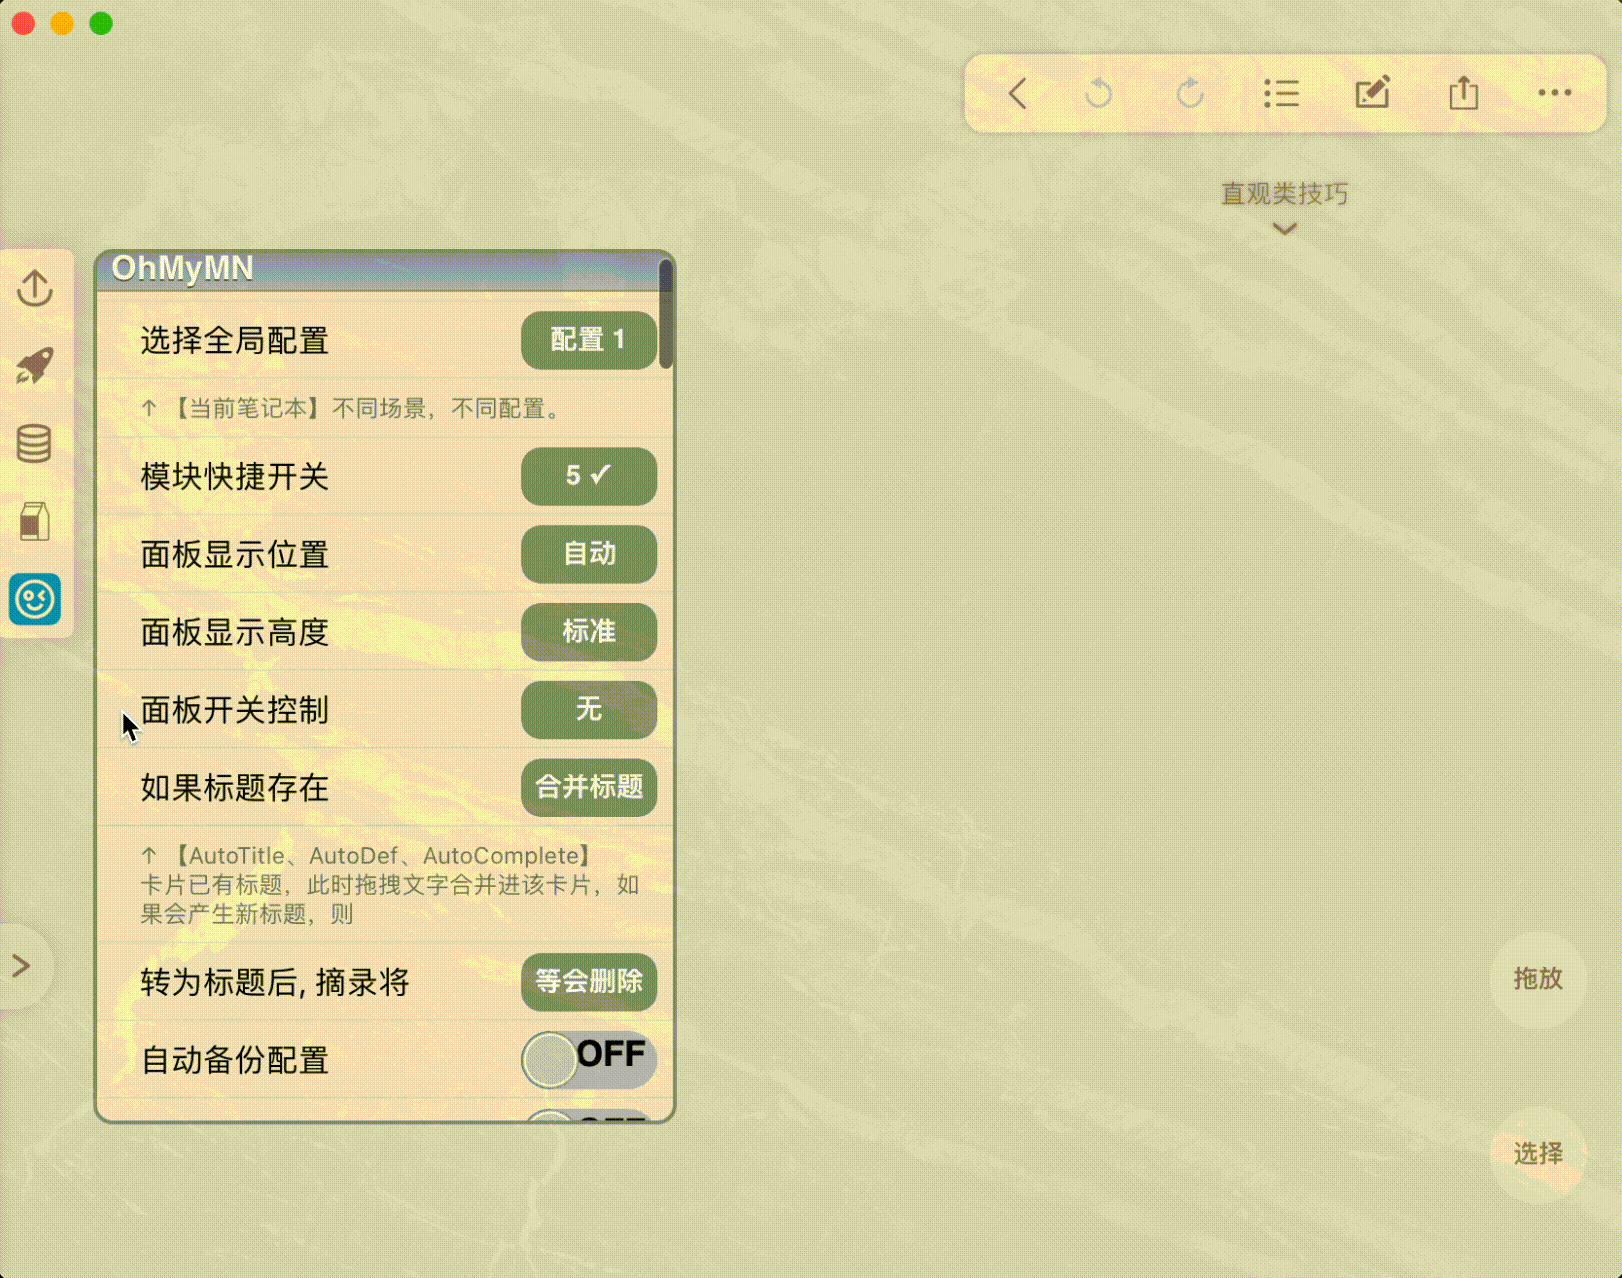 直观类技巧
OhMyMN
选择全局配置
配置 1
↑ 【当前笔记本】不同场景，不同配置。
模块快捷开关
5 ✓
面板显示位置
自动
面板显示高度
标准
面板开关控制
无
如果标题存在
合并标题
↑ 【AutoTitle、AutoDef、AutoComplete】
卡片已有标题，此时拖拽文字合并进该卡片，如
果会产生新标题，则
转为标题后, 摘录将
等会删除
自动备份配置
OFF
拖放
选择